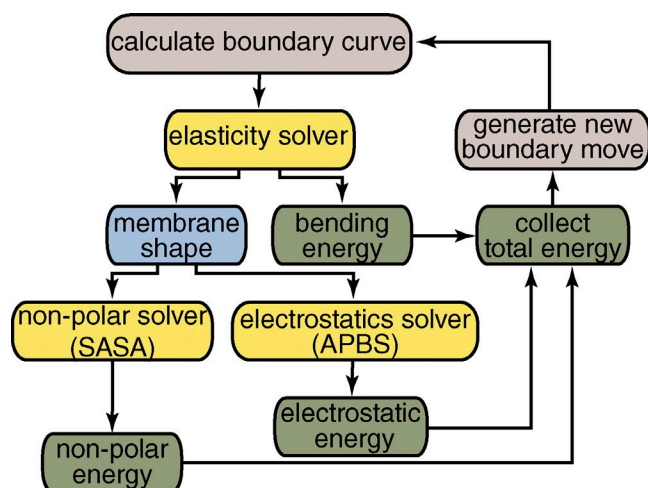 calculate boundary curve
elasticity solver
generate new
boundary move
membrane
shape
bending
energy
collect
total energy
non-polar solver
(SASA)
electrostatics solver
(APBS)
electrostatic
energy
non-polar
energy